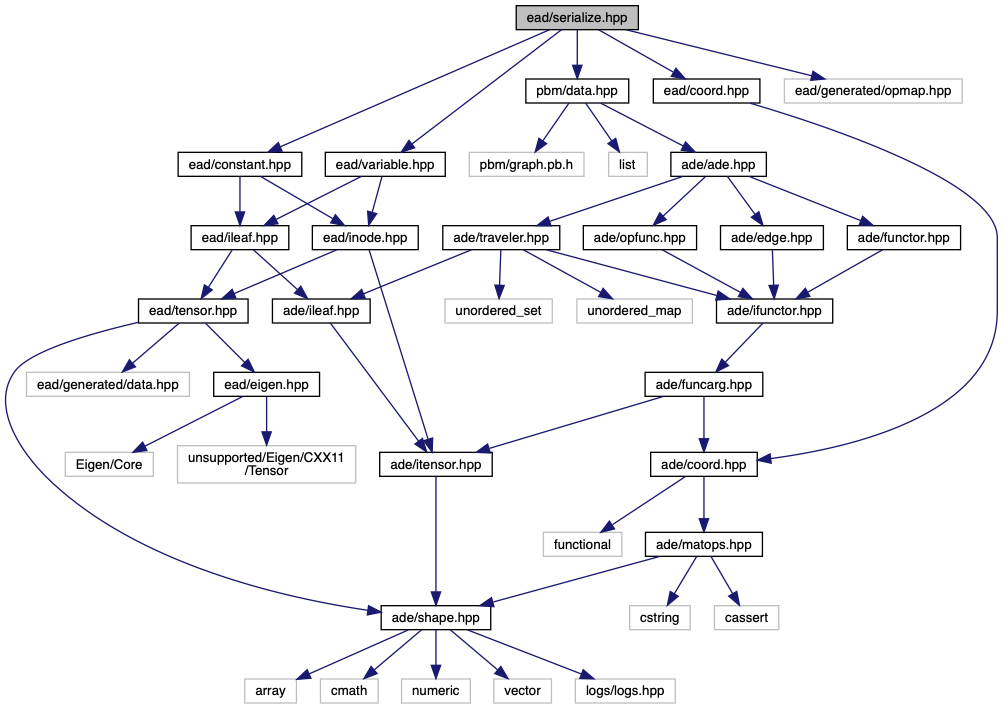 ead/serialize.hpp
pbm/data.hpp
ead/coord.hpp
ead/generated/opmap.hpp
ead/constant.hpp
ead/variable.hpp
pbm/graph.pb.h
list
ade/ade.hpp
ead/ileaf.hpp
ead/inode.hpp
ade/traveler.hpp
ade/opfunc.hpp
ade/edge.hpp
ade/functor.hpp
ead/tensor.hpp
ade/ileaf.hpp
unordered_set
unordered_map
ade/ifunctor.hpp
ead/generated/data.hpp
ead/eigen.hpp
ade/funcarg.hpp
Eigen/Core
unsupported/Eigen/CXX11
/Tensor
ade/itensor.hpp
ade/coord.hpp
functional
ade/matops.hpp
ade/shape.hpp
cstring
cassert
array
cmath
numeric
vector
logs/logs.hpp